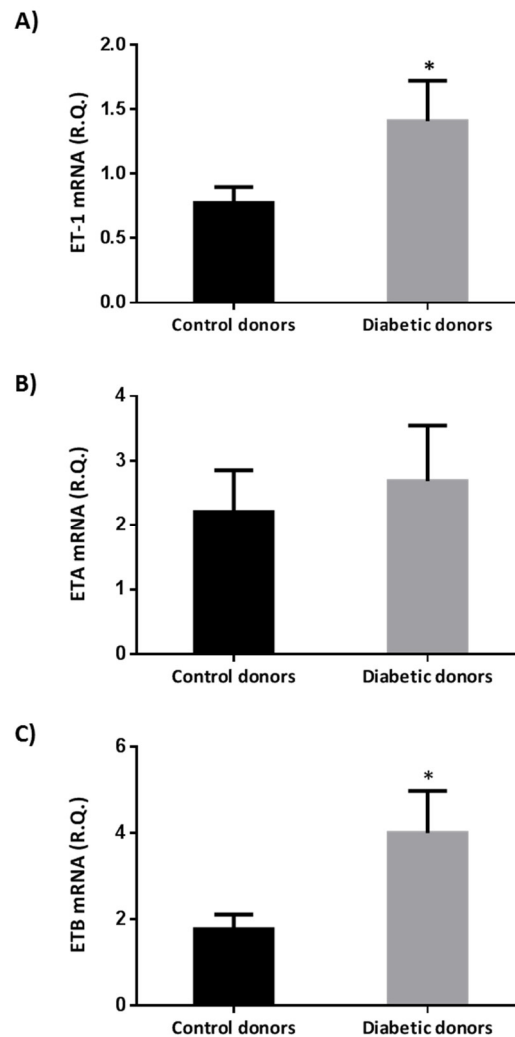 A)
ET-1 mRNA (R.Q.)
2.0
1.5
1.0
0.5
0.0
*
Control donors
Diabetic donors
B)
ETA mRNA (R.Q.)
4
3
2
1
0
Control donors
Diabetic donors
C)
ETB mRNA (R.Q.)
6
4
2
0
*
Control donors
Diabetic donors